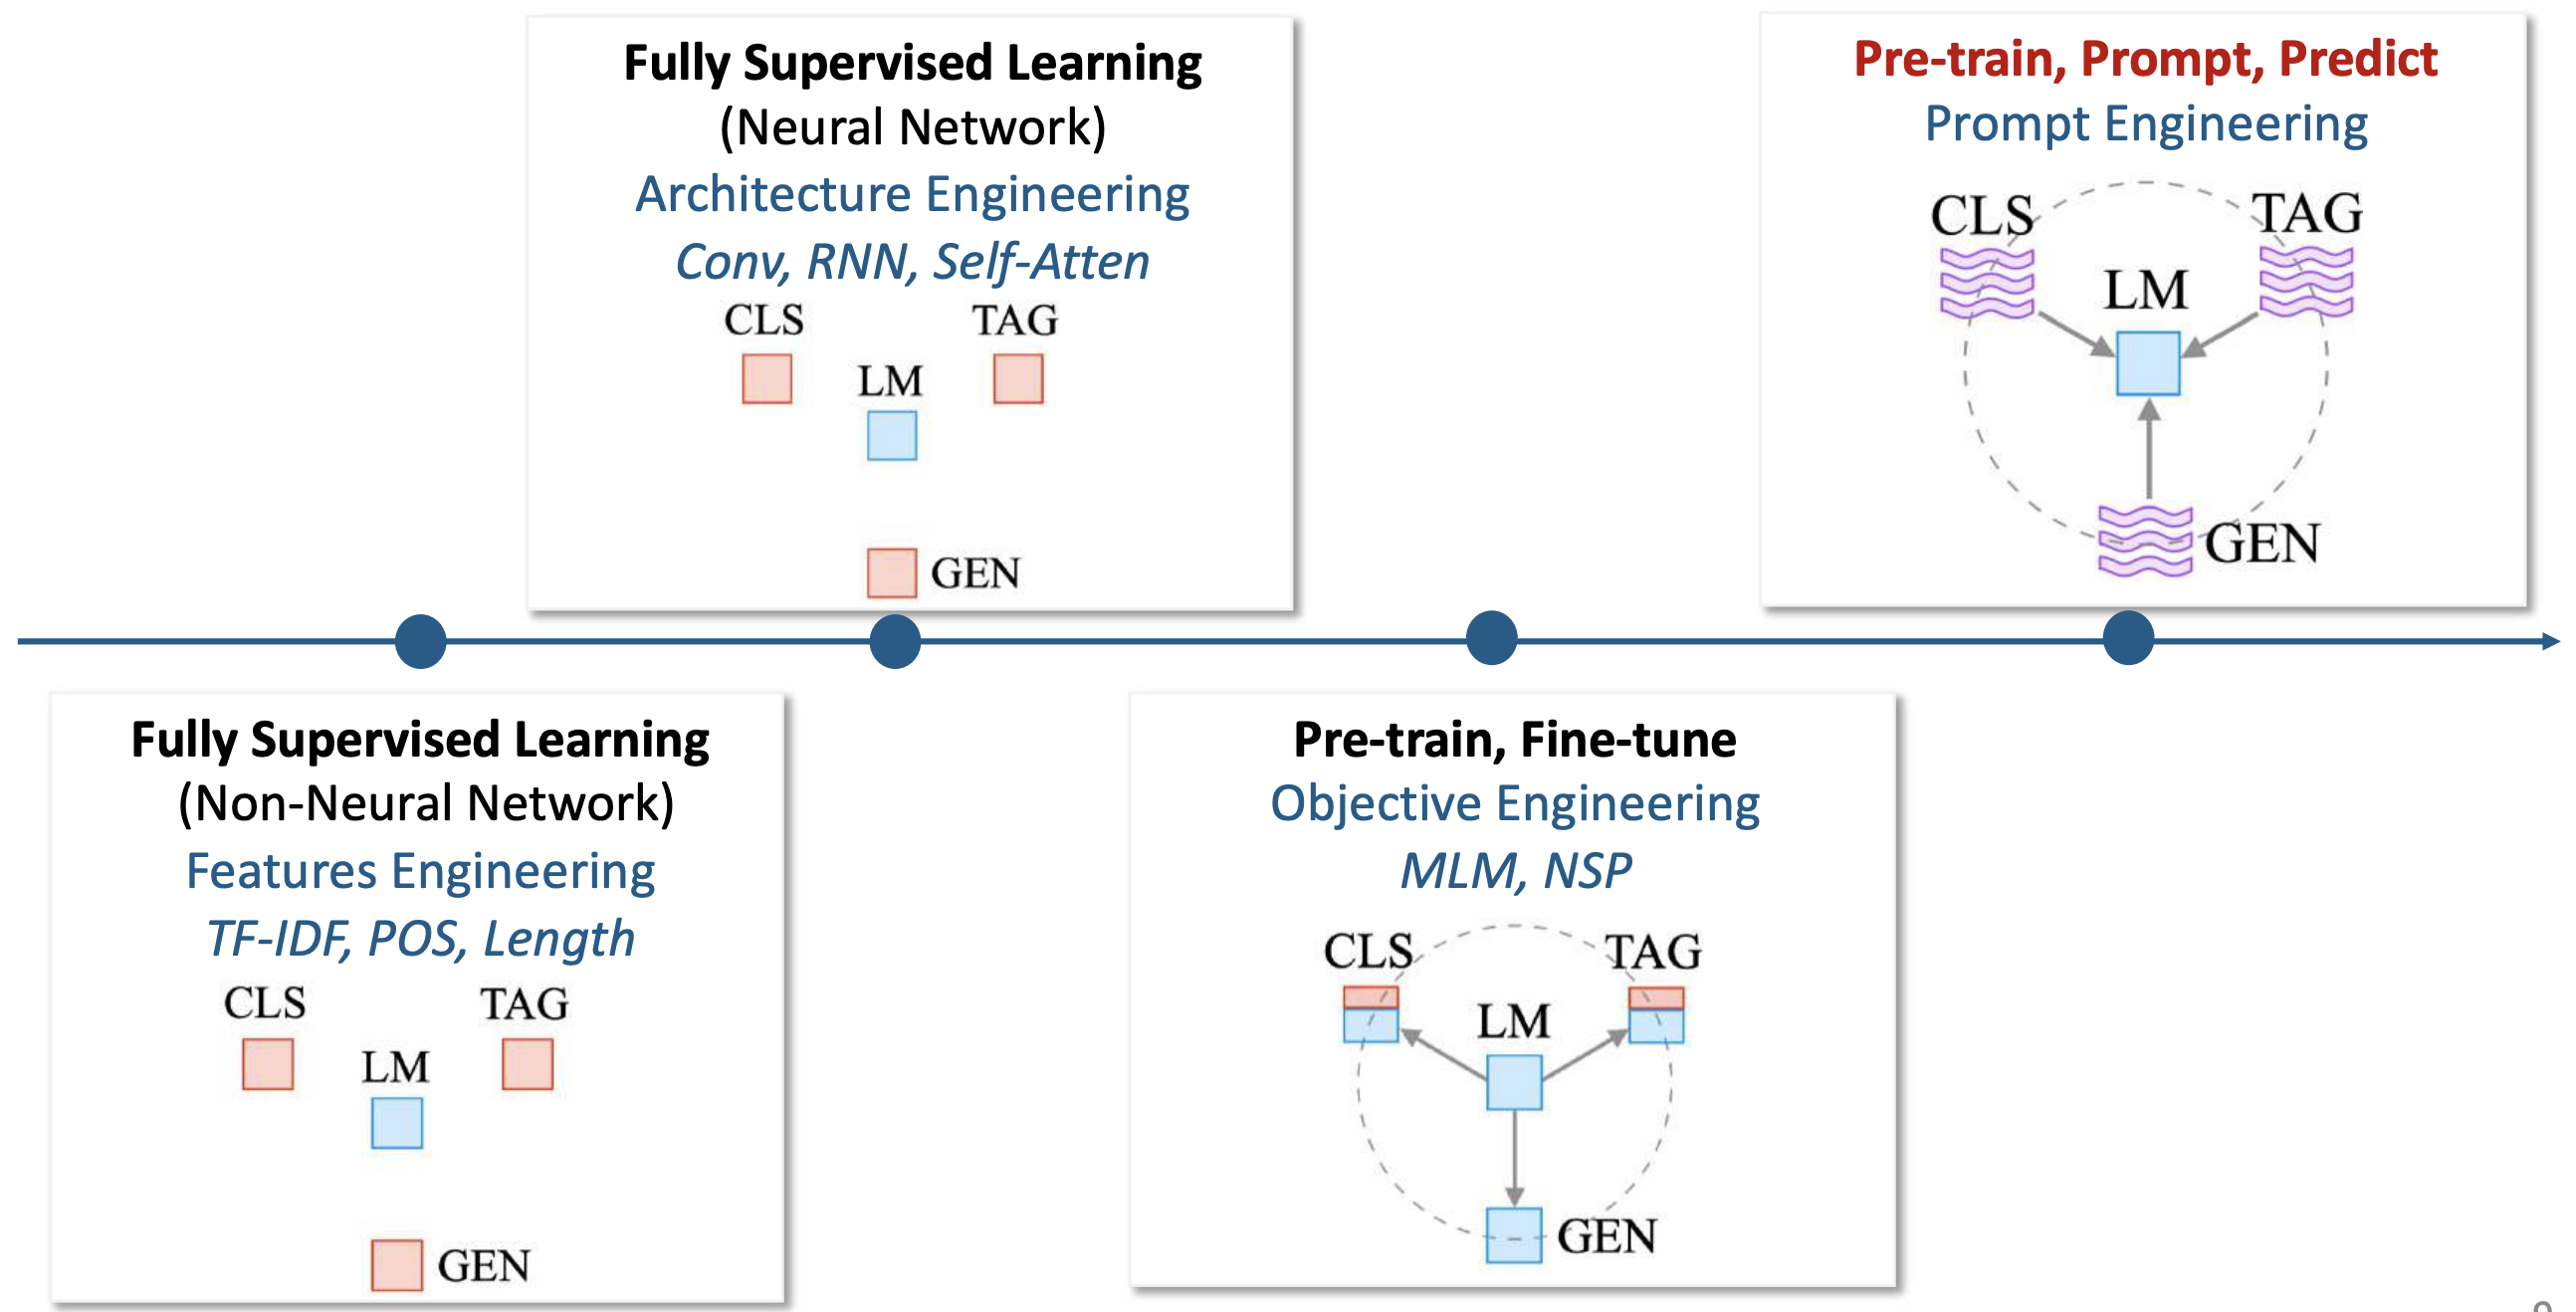 Fully Supervised Learning
(Neural Network)
Architecture Engineering
Conv, RNN, Self-Atten
CLS
TAG
LM
GEN
Pre-train, Prompt, Predict
Prompt Engineering
CLS
TAG
LM
GEN
Fully Supervised Learning
(Non-Neural Network)
Features Engineering
TF-IDF, POS, Length
CLS
TAG
LM
GEN
Pre-train, Fine-tune
Objective Engineering
MLM, NSP
CLS
TAG
LM
GEN